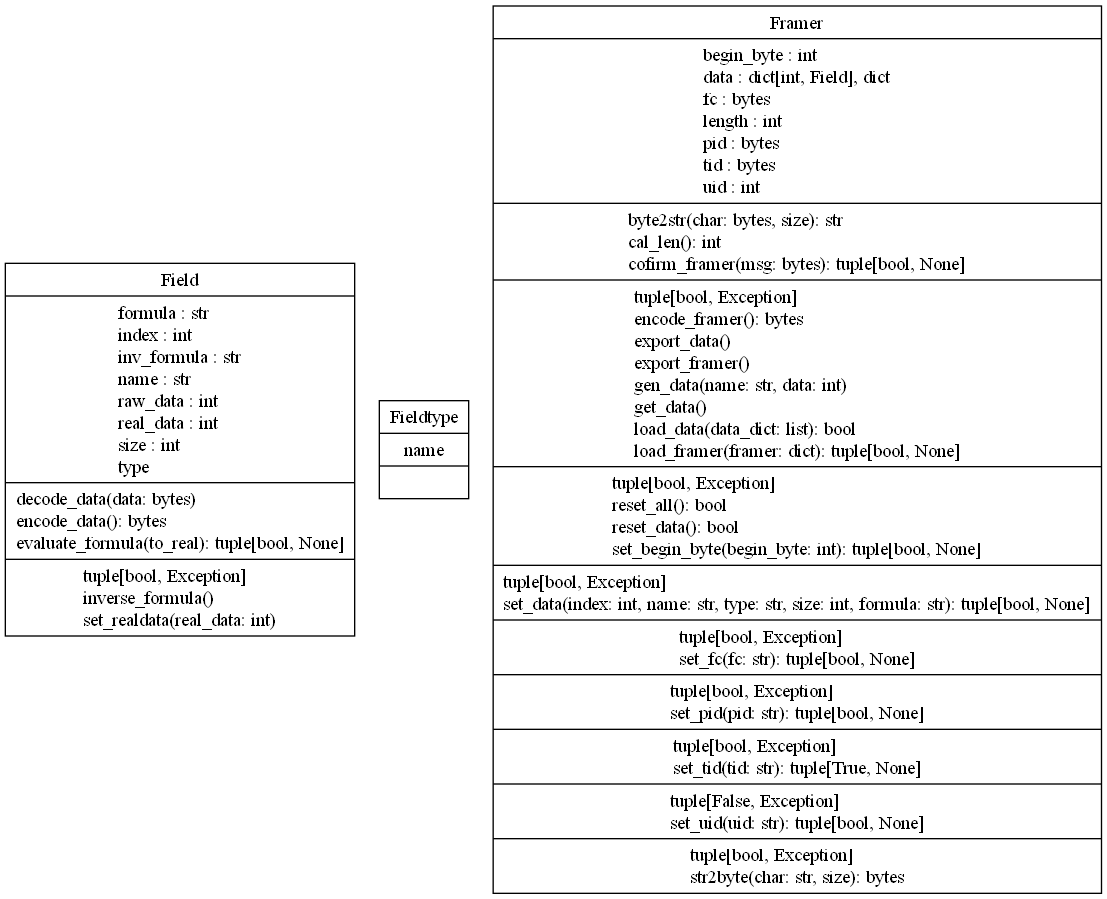 Field
formula : str
index : int
inv_formula : str
name : str
raw_data : int
real_data : int
size : int
type
decode_data(data: bytes)
encode_data(): bytes
evaluate_formula(to_real): tuple[bool, None]
tuple[bool, Exception]
inverse_formula()
set_realdata(real_data: int)
Fieldtype
name
Framer
begin_byte : int
data : dict[int, Field], dict
fc : bytes
length : int
pid : bytes
tid : bytes
uid : int
byte2str(char: bytes, size): str
cal_len(): int
cofirm_framer(msg: bytes): tuple[bool, None]
tuple[bool, Exception]
encode_framer(): bytes
export_data()
export_framer()
gen_data(name: str, data: int)
get_data()
load_data(data_dict: list): bool
load_framer(framer: dict): tuple[bool, None]
tuple[bool, Exception]
reset_all(): bool
reset_data(): bool
set_begin_byte(begin_byte: int): tuple[bool, None]
tuple[bool, Exception]
set_data(index: int, name: str, type: str, size: int, formula: str): tuple[bool, None]
tuple[bool, Exception]
set_fc(fc: str): tuple[bool, None]
tuple[bool, Exception]
set_pid(pid: str): tuple[bool, None]
tuple[bool, Exception]
set_tid(tid: str): tuple[True, None]
tuple[False, Exception]
set_uid(uid: str): tuple[bool, None]
tuple[bool, Exception]
str2byte(char: str, size): bytes